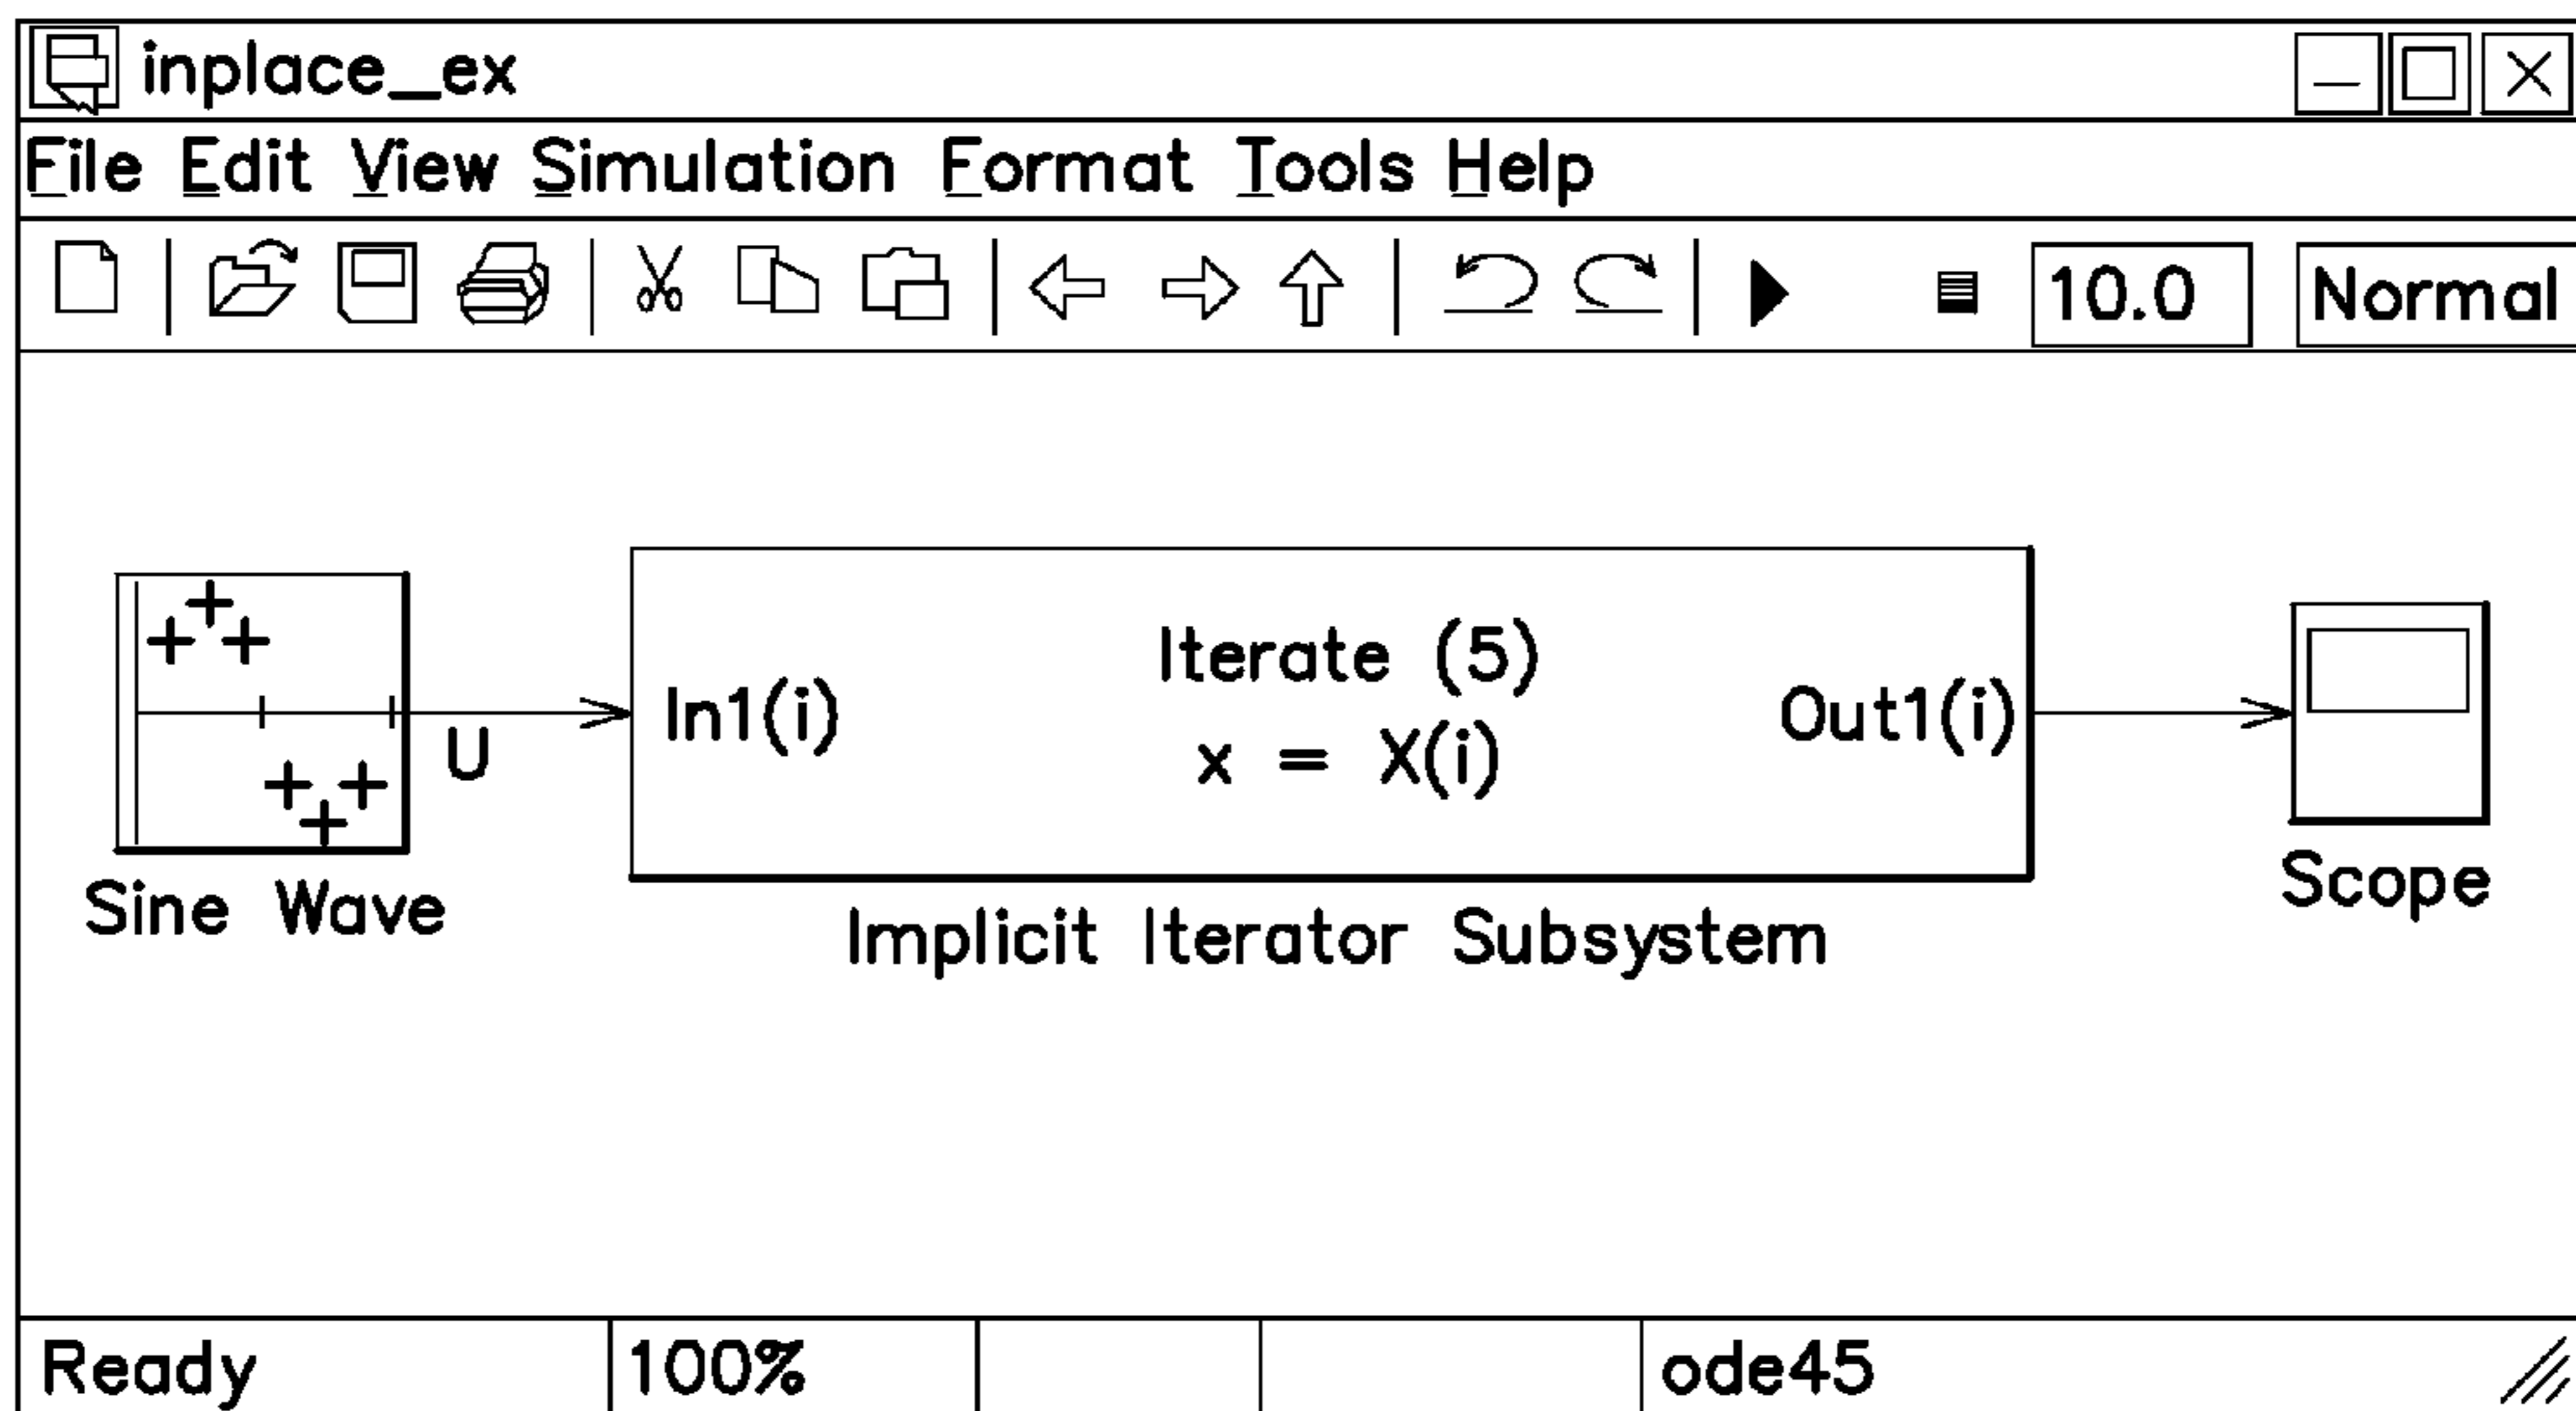 inplace_ex
File Edit View Simulation Format Tools Help
10.0 Normal
U
In1(i)
Iterate (5)
x = X(i)
Out1(i)
Sine Wave
Implicit Iterator Subsystem
Scope
Ready 100% ode45